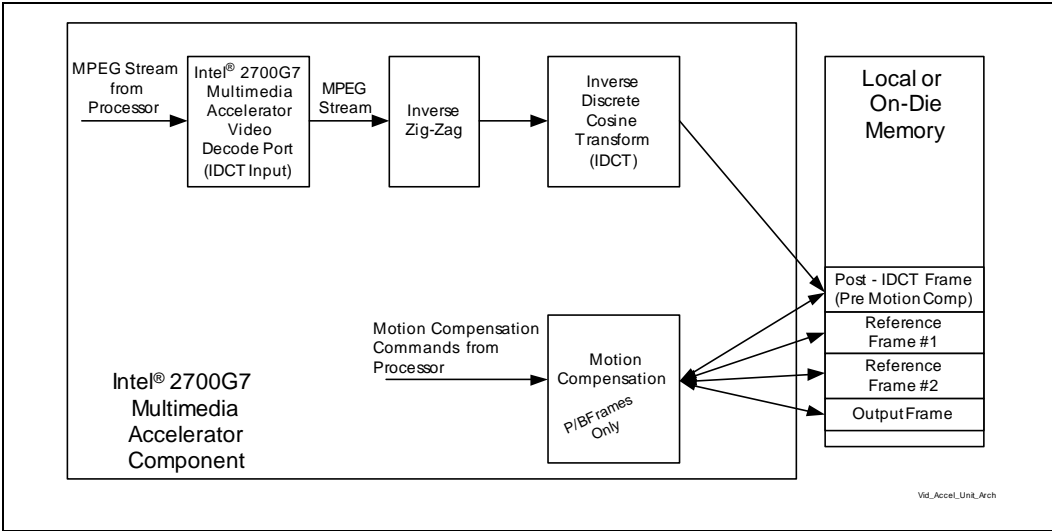 MPEG Stream
from
Processor
Intel® 2700G7
Multimedia
Accelerator
Video
Decode Port
(IDCT Input)
MPEG
Stream
Inverse
Zig-Zag
Inverse
Discrete
Cosine
Transform
(IDCT)
Local or
On-Die
Memory
Post - IDCT Frame
(Pre Motion Comp)
Reference
Frame #1
Reference
Frame #2
Output Frame
Motion Compensation
Commands from
Processor
Motion
Compensation
P/B Frames
Only
Intel® 2700G7
Multimedia
Accelerator
Component
Vid_Accel_Unit_Arch